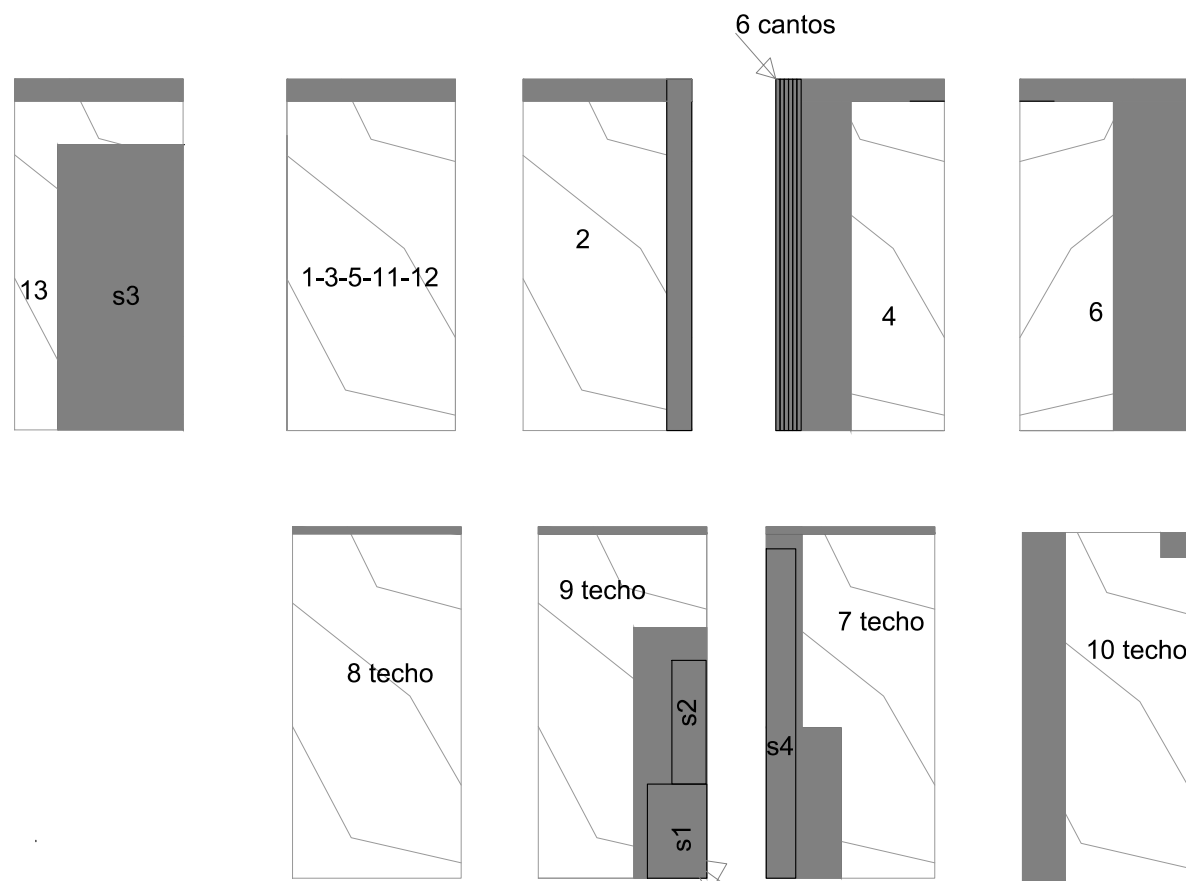 6 cantos
13
s3
1-3-5-11-12
2
4
6
8 techo
9 techo
s2
s1
7 techo
s4
10 techo